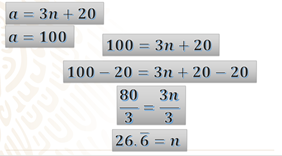 a = 3n + 20
a = 100
100 = 3n + 20
100 − 20 = 3n + 20 − 20
80/3 = 3n/3
26.6̅ = n